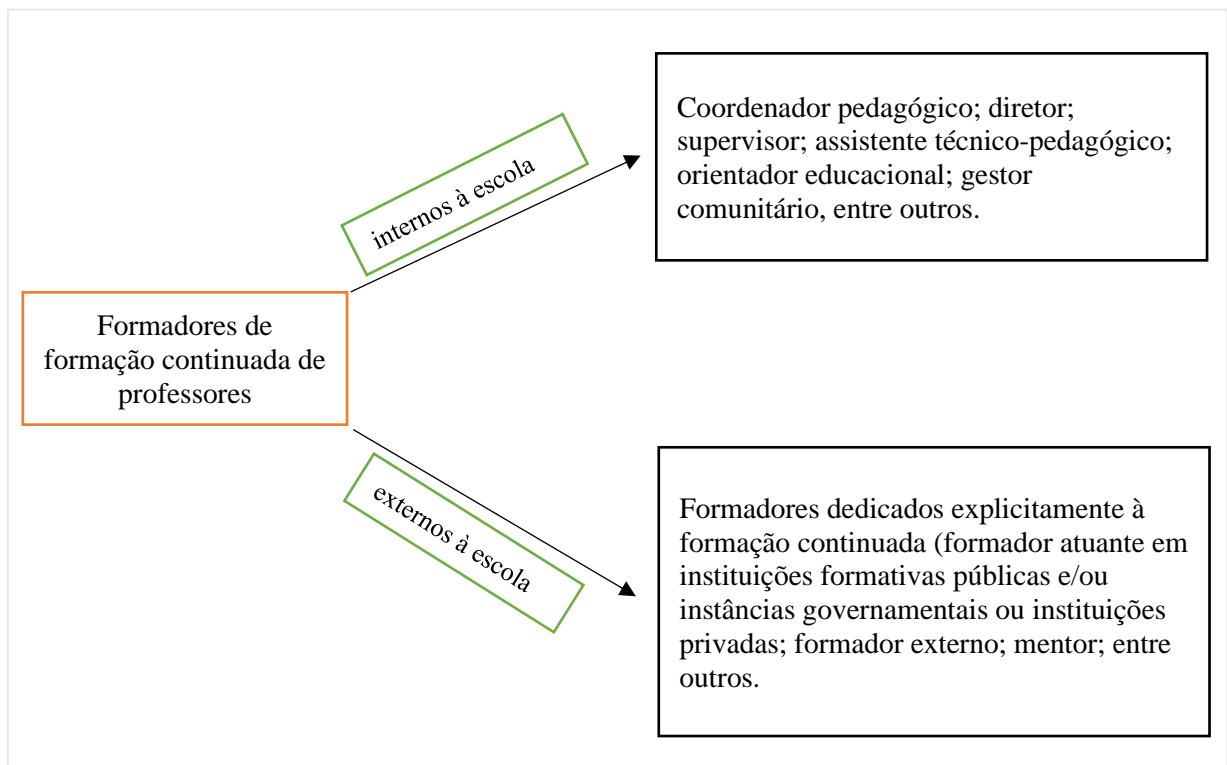 Coordenador pedagógico; diretor;
supervisor; assistente técnico-pedagógico;
orientador educacional; gestor
comunitário, entre outros.
internos à escola
Formadores de
formação continuada de
professores
externos à escola
Formadores dedicados explicitamente à
formação continuada (formador atuante em
instituições formativas públicas e/ou
instâncias governamentais ou instituições
privadas; formador externo; mentor; entre
outros.